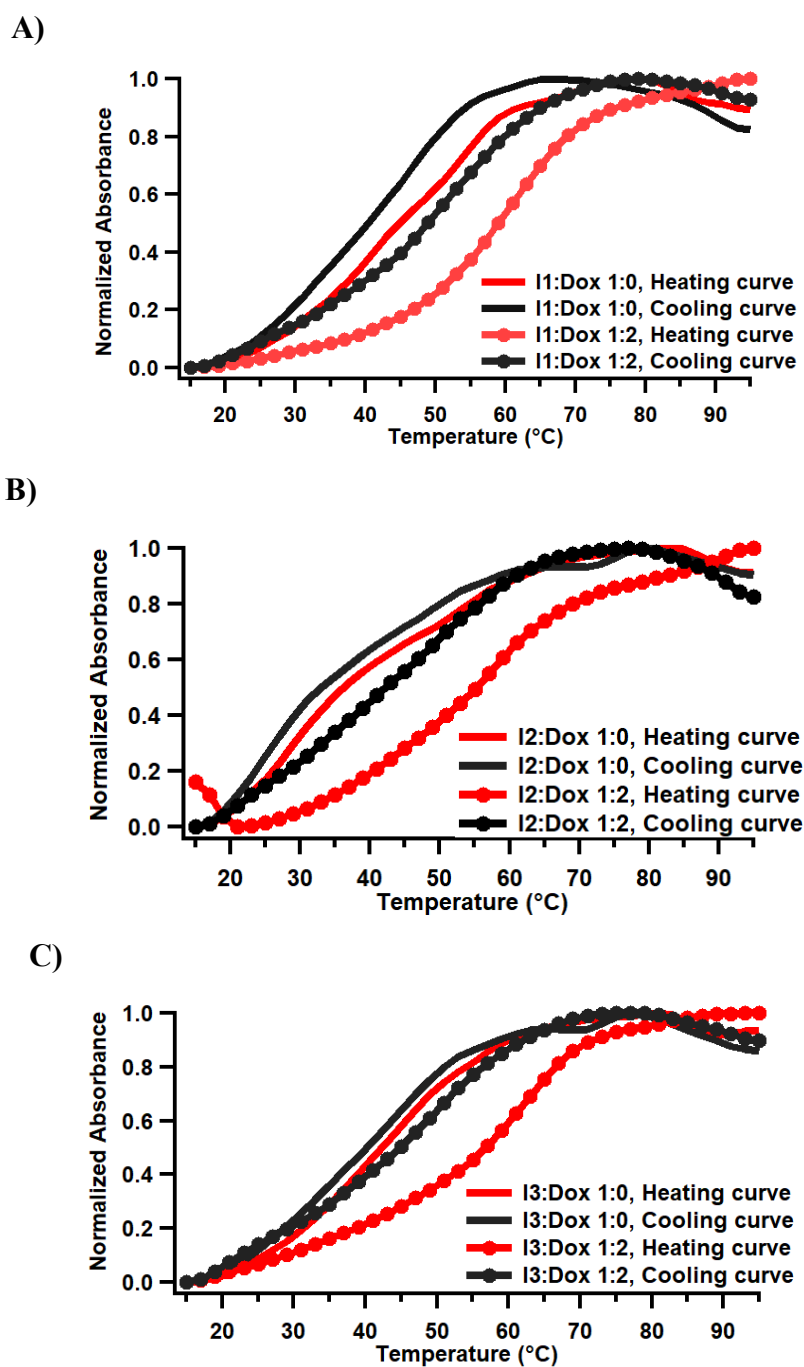 A)
1.0
0.8
0.6
0.4
0.2
0.0
Normalized Absorbance
I1:Dox 1:0, Heating curve
I1:Dox 1:0, Cooling curve
I1:Dox 1:2, Heating curve
I1:Dox 1:2, Cooling curve
20 30 40 50 60 70 80 90
Temperature (°C)
B)
1.0
0.8
0.6
0.4
0.2
0.0
Normalized Absorbance
I2:Dox 1:0, Heating curve
I2:Dox 1:0, Cooling curve
I2:Dox 1:2, Heating curve
I2:Dox 1:2, Cooling curve
20 30 40 50 60 70 80 90
Temperature (°C)
C)
1.0
0.8
0.6
0.4
0.2
0.0
Normalized Absorbance
I3:Dox 1:0, Heating curve
I3:Dox 1:0, Cooling curve
I3:Dox 1:2, Heating curve
I3:Dox 1:2, Cooling curve
20 30 40 50 60 70 80 90
Temperature (°C)